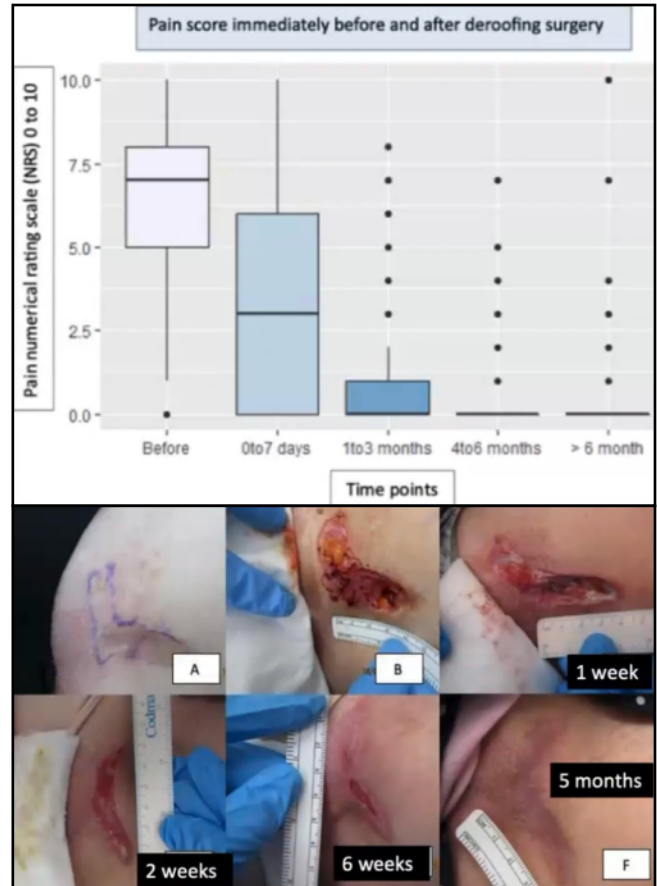 Pain score immediately before and after deroofing surgery
Pain numerical rating scale (NRS) 0 to 10
10.0
7.5
5.0
2.5
0.0
Before
0to7 days
1to3 months
4to6 months
> 6 month
Time points
A
B
1 week
Codma
2 weeks
6 weeks
5 months
F